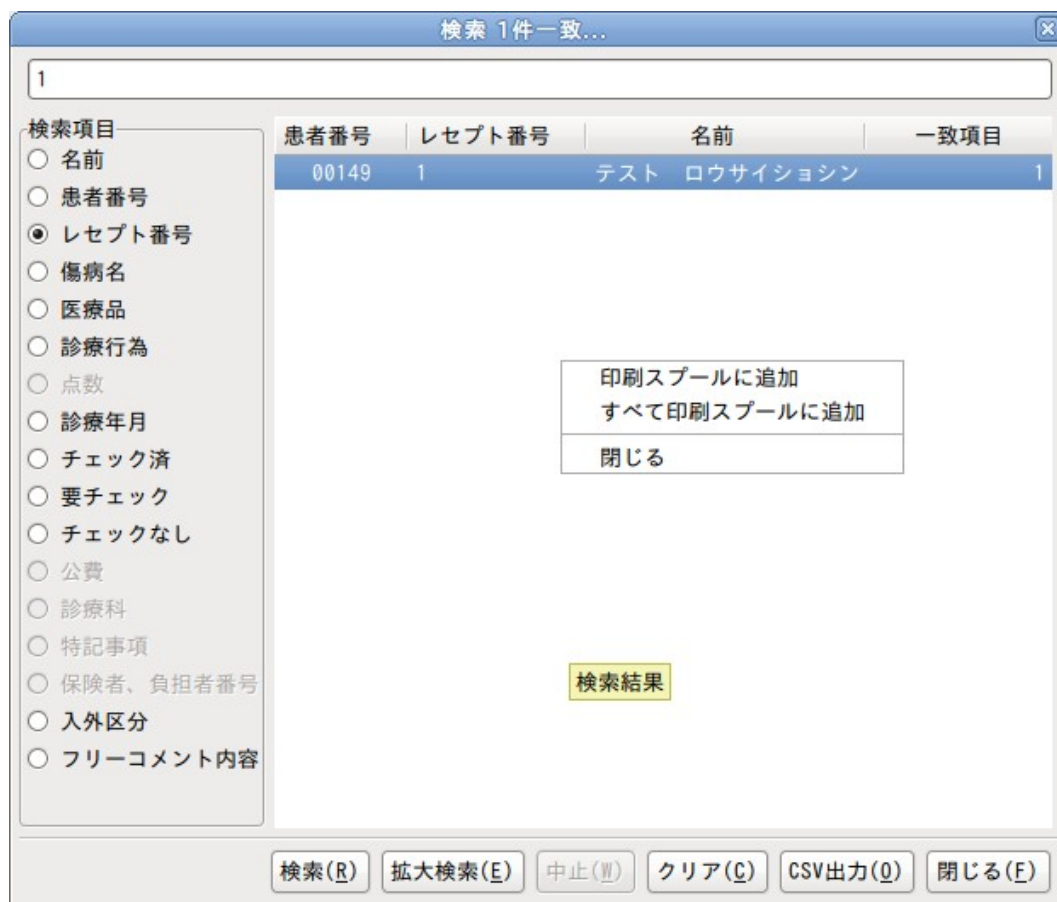 検索 1件一致...
1
検索項目
名前
患者番号
レセプト番号
傷病名
医療品
診療行為
点数
診療年月
チェック済
要チェック
チェックなし
公費
診療科
特記事項
保険者、負担者番号
入外区分
フリーコメント内容
患者番号 レセプト番号 名前 一致項目
00149 1 テスト ロウサイショシン 1
印刷スプールに追加
すべて印刷スプールに追加
閉じる
検索結果
検索(R) 拡大検索(E) 中止(W) クリア(C) CSV出力(O) 閉じる(F)